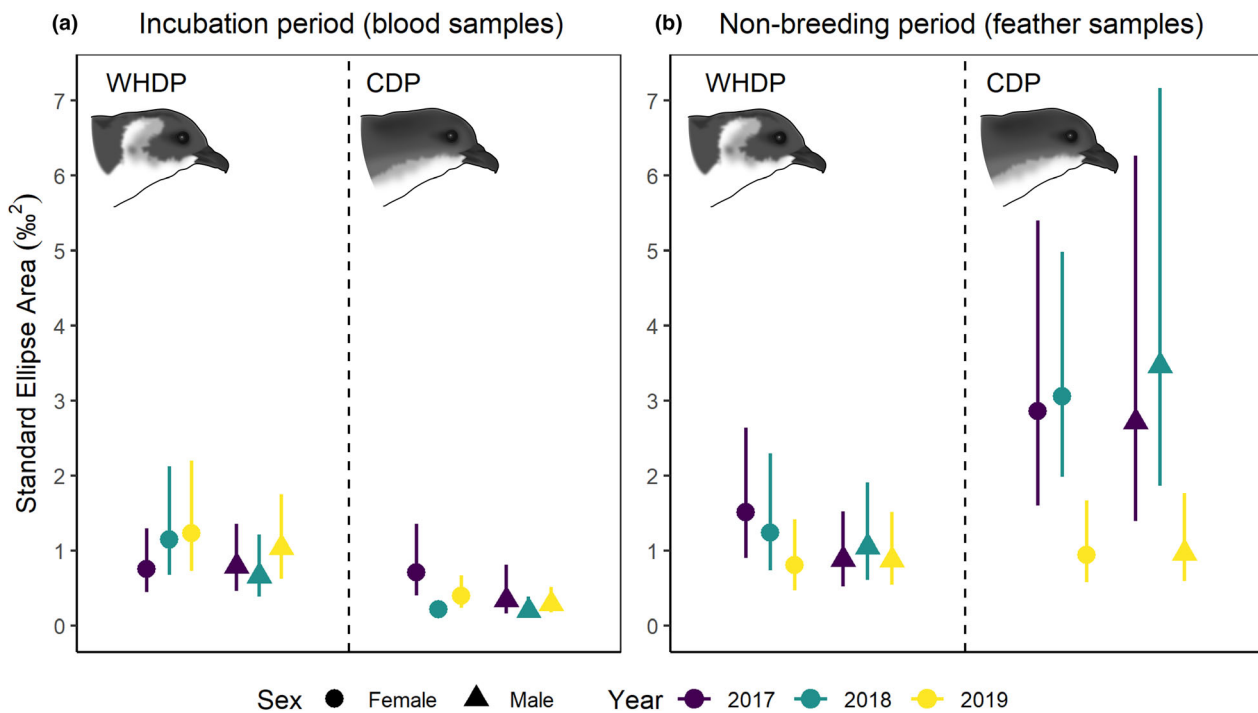 (a) Incubation period (blood samples)
(b) Non-breeding period (feather samples)
WHDP
CDP
WHDP
CDP
Standard Ellipse Area (‰²)
7
6
5
4
3
2
1
0
7
6
5
4
3
2
1
0
Sex Female Male Year 2017 2018 2019